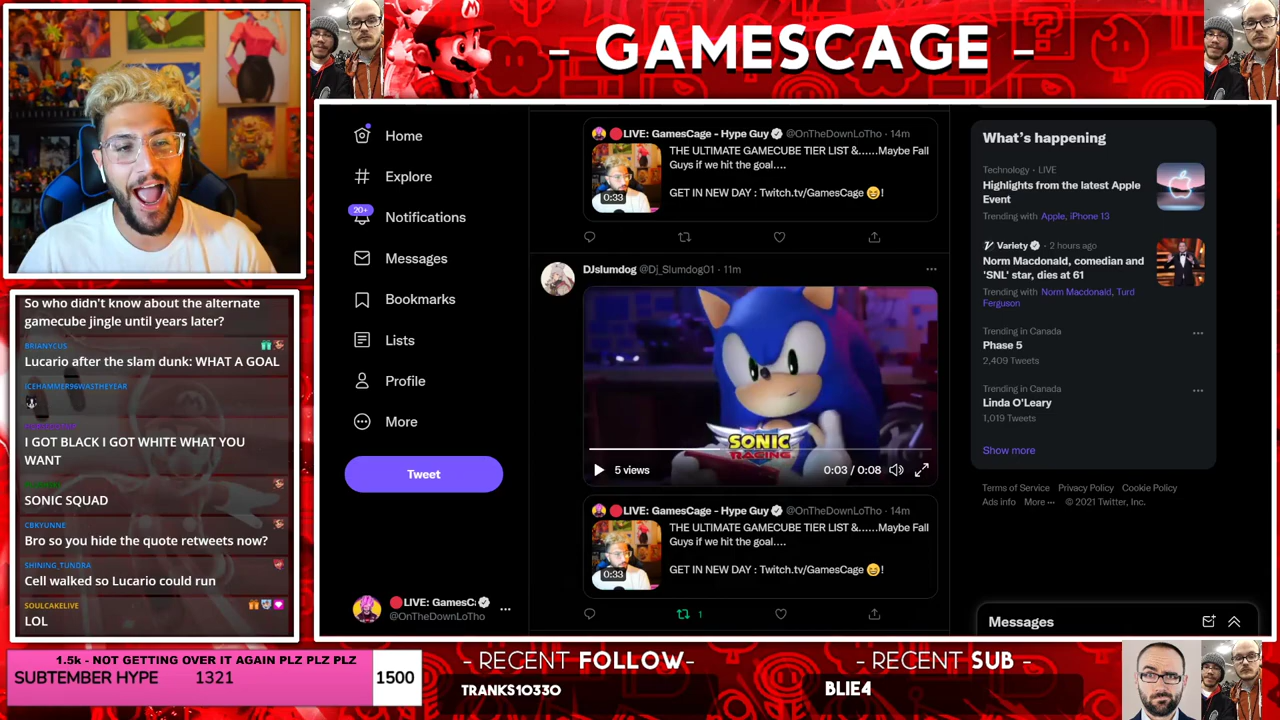 - GAMESCAGE -
So who didn't know about the alternate
gamecube jingle until years later?
BRIANYCUS
Lucario after the slam dunk: WHAT A GOAL
ICEHAMMER96WASTHEYEAR
I GOT BLACK I GOT WHITE WHAT YOU
WANT
SONIC SQUAD
CBKYUNNE
Bro so you hide the quote retweets now?
SHINING_TUNDRA
Cell walked so Lucario could run
SOULCAKELIVE
LOL
Home
Explore
20+
Notifications
Messages
Bookmarks
Lists
Profile
More
Tweet
LIVE: GamesCa
@OnTheDownLoTho
LIVE: GamesCage - Hype Guy @OnTheDownLoTho · 14m
THE ULTIMATE GAMECUBE TIER LIST &......Maybe Fall
Guys if we hit the goal....
GET IN NEW DAY : Twitch.tv/GamesCage 😆!
0:33
DJslumdog @Dj_Slumdog01 · 11m
SONIC
RACING
5 views
0:03 / 0:08
LIVE: GamesCage - Hype Guy @OnTheDownLoTho · 14m
THE ULTIMATE GAMECUBE TIER LIST &......Maybe Fall
Guys if we hit the goal....
GET IN NEW DAY : Twitch.tv/GamesCage 😆!
0:33
1
What's happening
Technology · LIVE
Highlights from the latest Apple
Event
Trending with Apple, iPhone 13
Variety · 2 hours ago
Norm Macdonald, comedian and
'SNL' star, dies at 61
Trending with Norm Macdonald, Turd
Ferguson
Trending in Canada
Phase 5
2,409 Tweets
Trending in Canada
Linda O'Leary
1,019 Tweets
Show more
Terms of Service Privacy Policy Cookie Policy
Ads info More ··· © 2021 Twitter, Inc.
Messages
1.5k - NOT GETTING OVER IT AGAIN PLZ PLZ PLZ
SUBTEMBER HYPE 1321 1500
- RECENT FOLLOW-
TRANKS10330
- RECENT SUB -
BLIE4